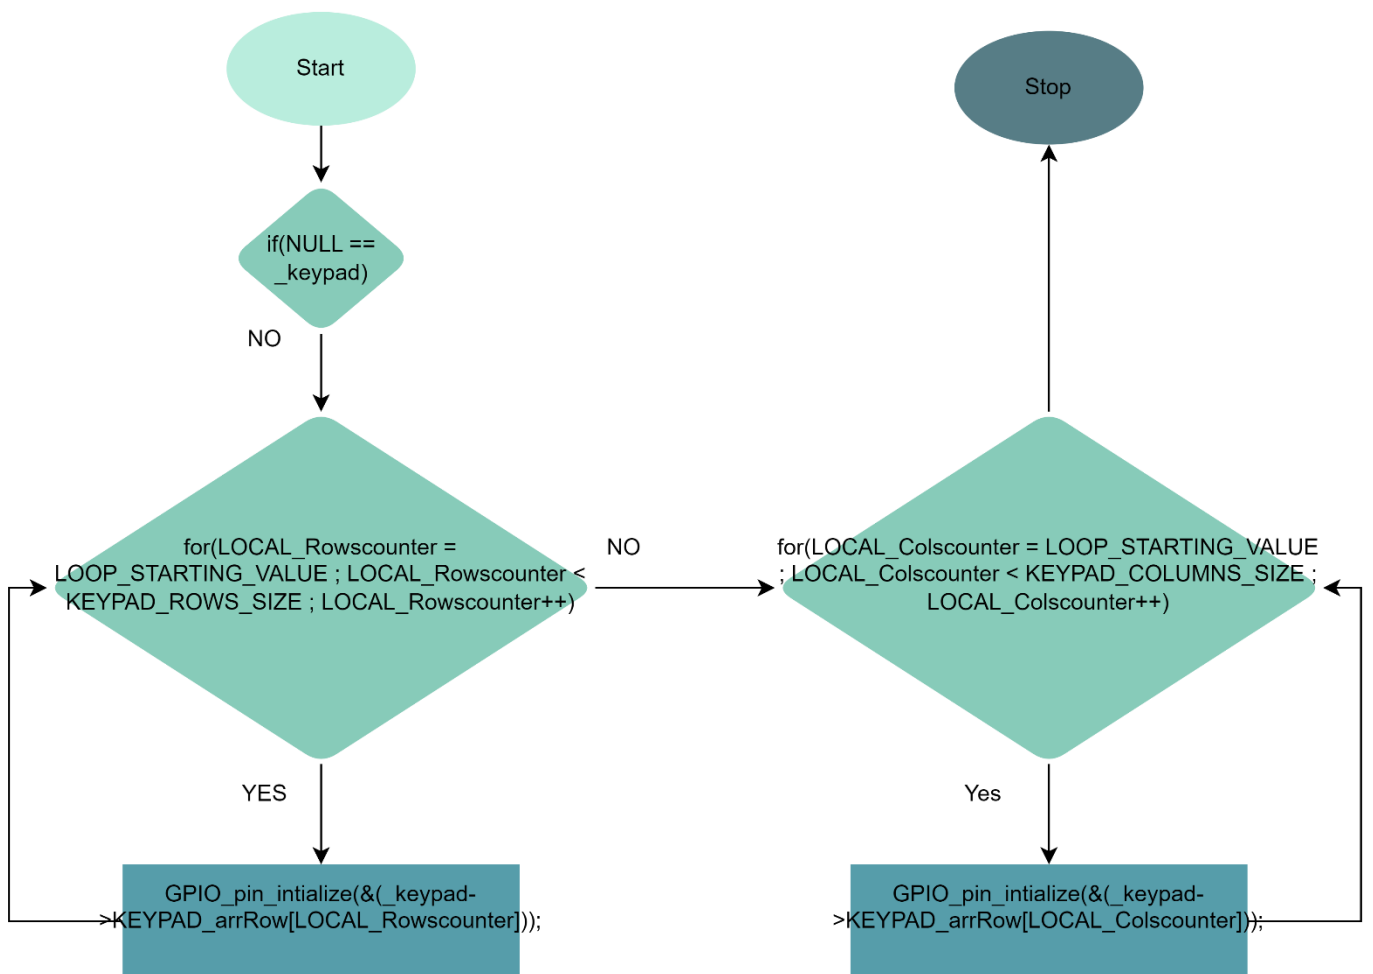 Start
Stop
if(NULL ==
_keypad)
NO
for(LOCAL_Rowscounter =
LOOP_STARTING_VALUE ; LOCAL_Rowscounter <
KEYPAD_ROWS_SIZE ; LOCAL_Rowscounter++)
NO
for(LOCAL_Colscounter = LOOP_STARTING_VALUE
; LOCAL_Colscounter < KEYPAD_COLUMNS_SIZE ;
LOCAL_Colscounter++)
YES
Yes
GPIO_pin_intialize(&(_keypad-
>KEYPAD_arrRow[LOCAL_Rowscounter]));
GPIO_pin_intialize(&(_keypad-
>KEYPAD_arrRow[LOCAL_Colscounter]));